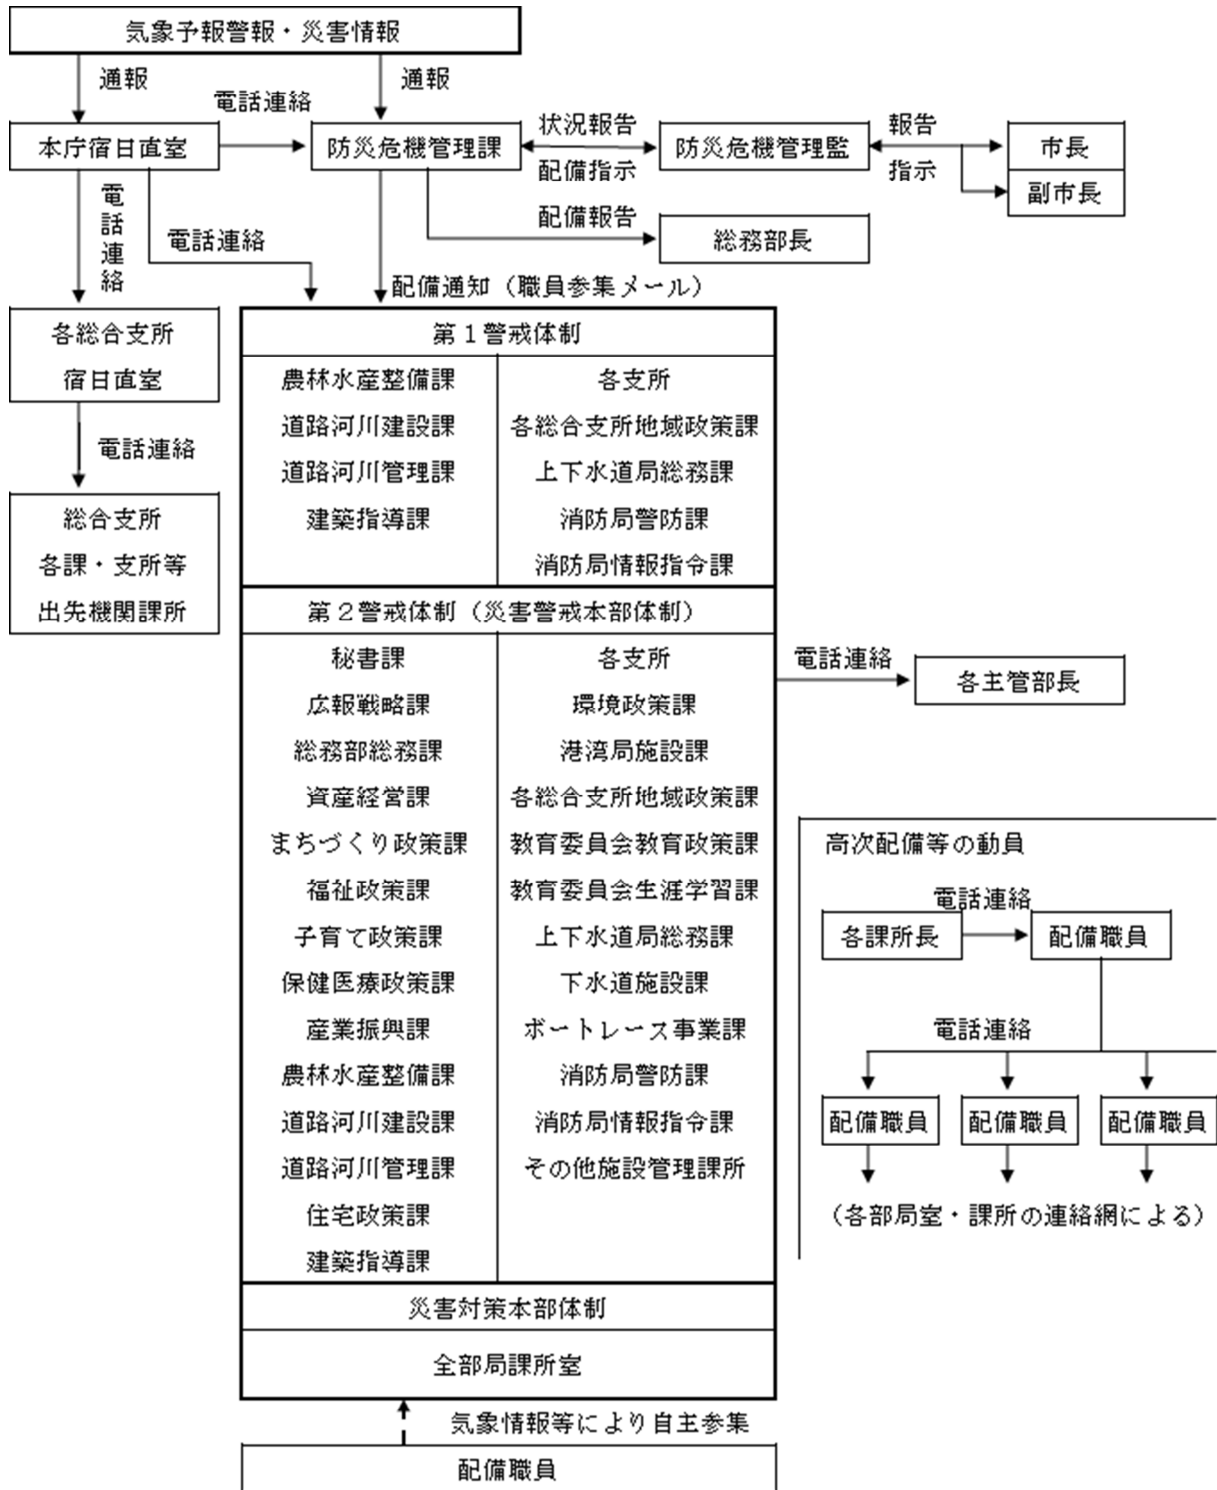 気象予報警報・災害情報
通報
通報
電話連絡
本庁宿日直室
防災危機管理課
状況報告
配備指示
防災危機管理監
報告
指示
市長
副市長
電話連絡
電話連絡
配備報告
総務部長
配備通知（職員参集メール）
各総合支所
宿日直室
電話連絡
総合支所
各課・支所等
出先機関課所
第１警戒体制
農林水産整備課
道路河川建設課
道路河川管理課
建築指導課
各支所
各総合支所地域政策課
上下水道局総務課
消防局警防課
消防局情報指令課
第２警戒体制（災害警戒本部体制）
秘書課
広報戦略課
総務部総務課
資産経営課
まちづくり政策課
福祉政策課
子育て政策課
保健医療政策課
産業振興課
農林水産整備課
道路河川建設課
道路河川管理課
住宅政策課
建築指導課
各支所
環境政策課
港湾局施設課
各総合支所地域政策課
教育委員会教育政策課
教育委員会生涯学習課
上下水道局総務課
下水道施設課
ボートレース事業課
消防局警防課
消防局情報指令課
その他施設管理課所
電話連絡
各主管部長
災害対策本部体制
全部局課所室
気象情報等により自主参集
配備職員
高次配備等の動員
電話連絡
各課所長
配備職員
電話連絡
配備職員
配備職員
配備職員
（各部局室・課所の連絡網による）